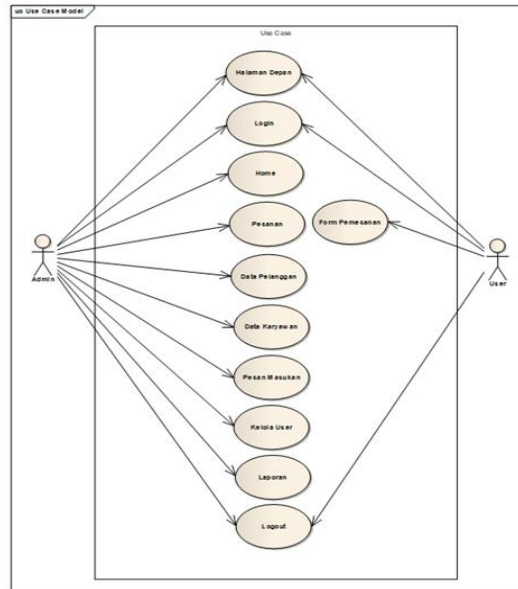 uc Use Case Model
Use Case
Halaman Depan
Login
Home
Pesanan
Form Pemesanan
Admin
User
Data Pelanggan
Data Karyawan
Pesan Masukan
Kelola User
Laporan
Logout